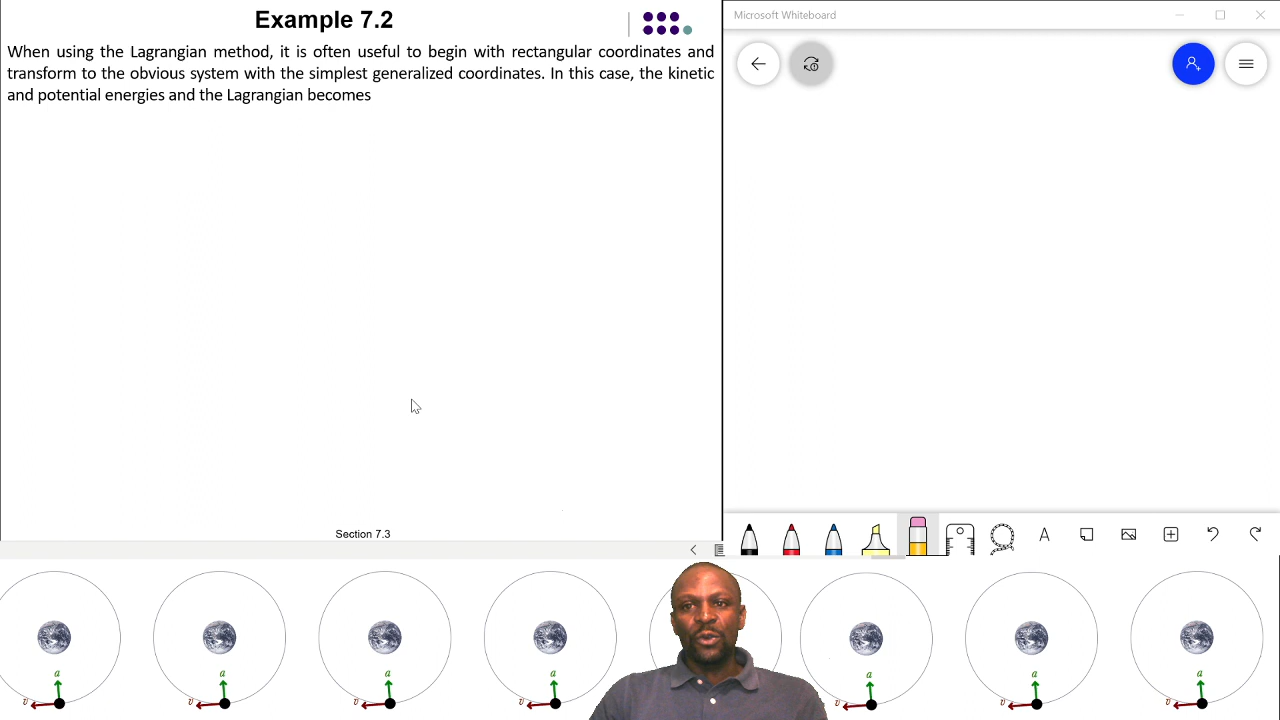 Example 7.2
When using the Lagrangian method, it is often useful to begin with rectangular coordinates and
transform to the obvious system with the simplest generalized coordinates. In this case, the kinetic
and potential energies and the Lagrangian becomes
Section 7.3
Microsoft Whiteboard
A
a a a a a a a
v v v v v v v